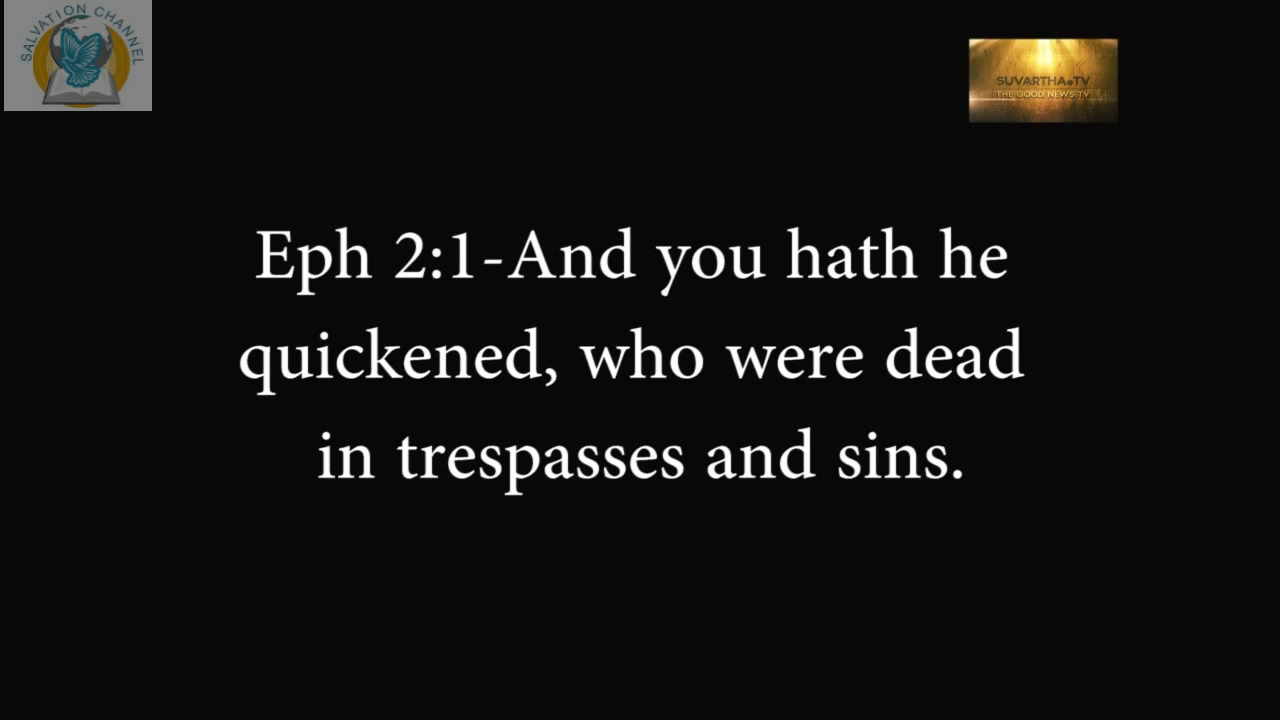 SALVATION CHANNEL
SUVARTHA TV
THE GOOD NEWS TV
Eph 2:1-And you hath he
quickened, who were dead
in trespasses and sins.